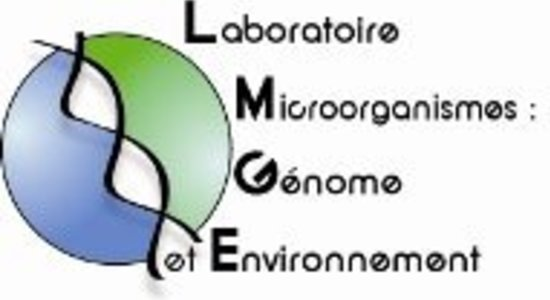 Laboratoire
Microorganismes :
Génome
et Environnement